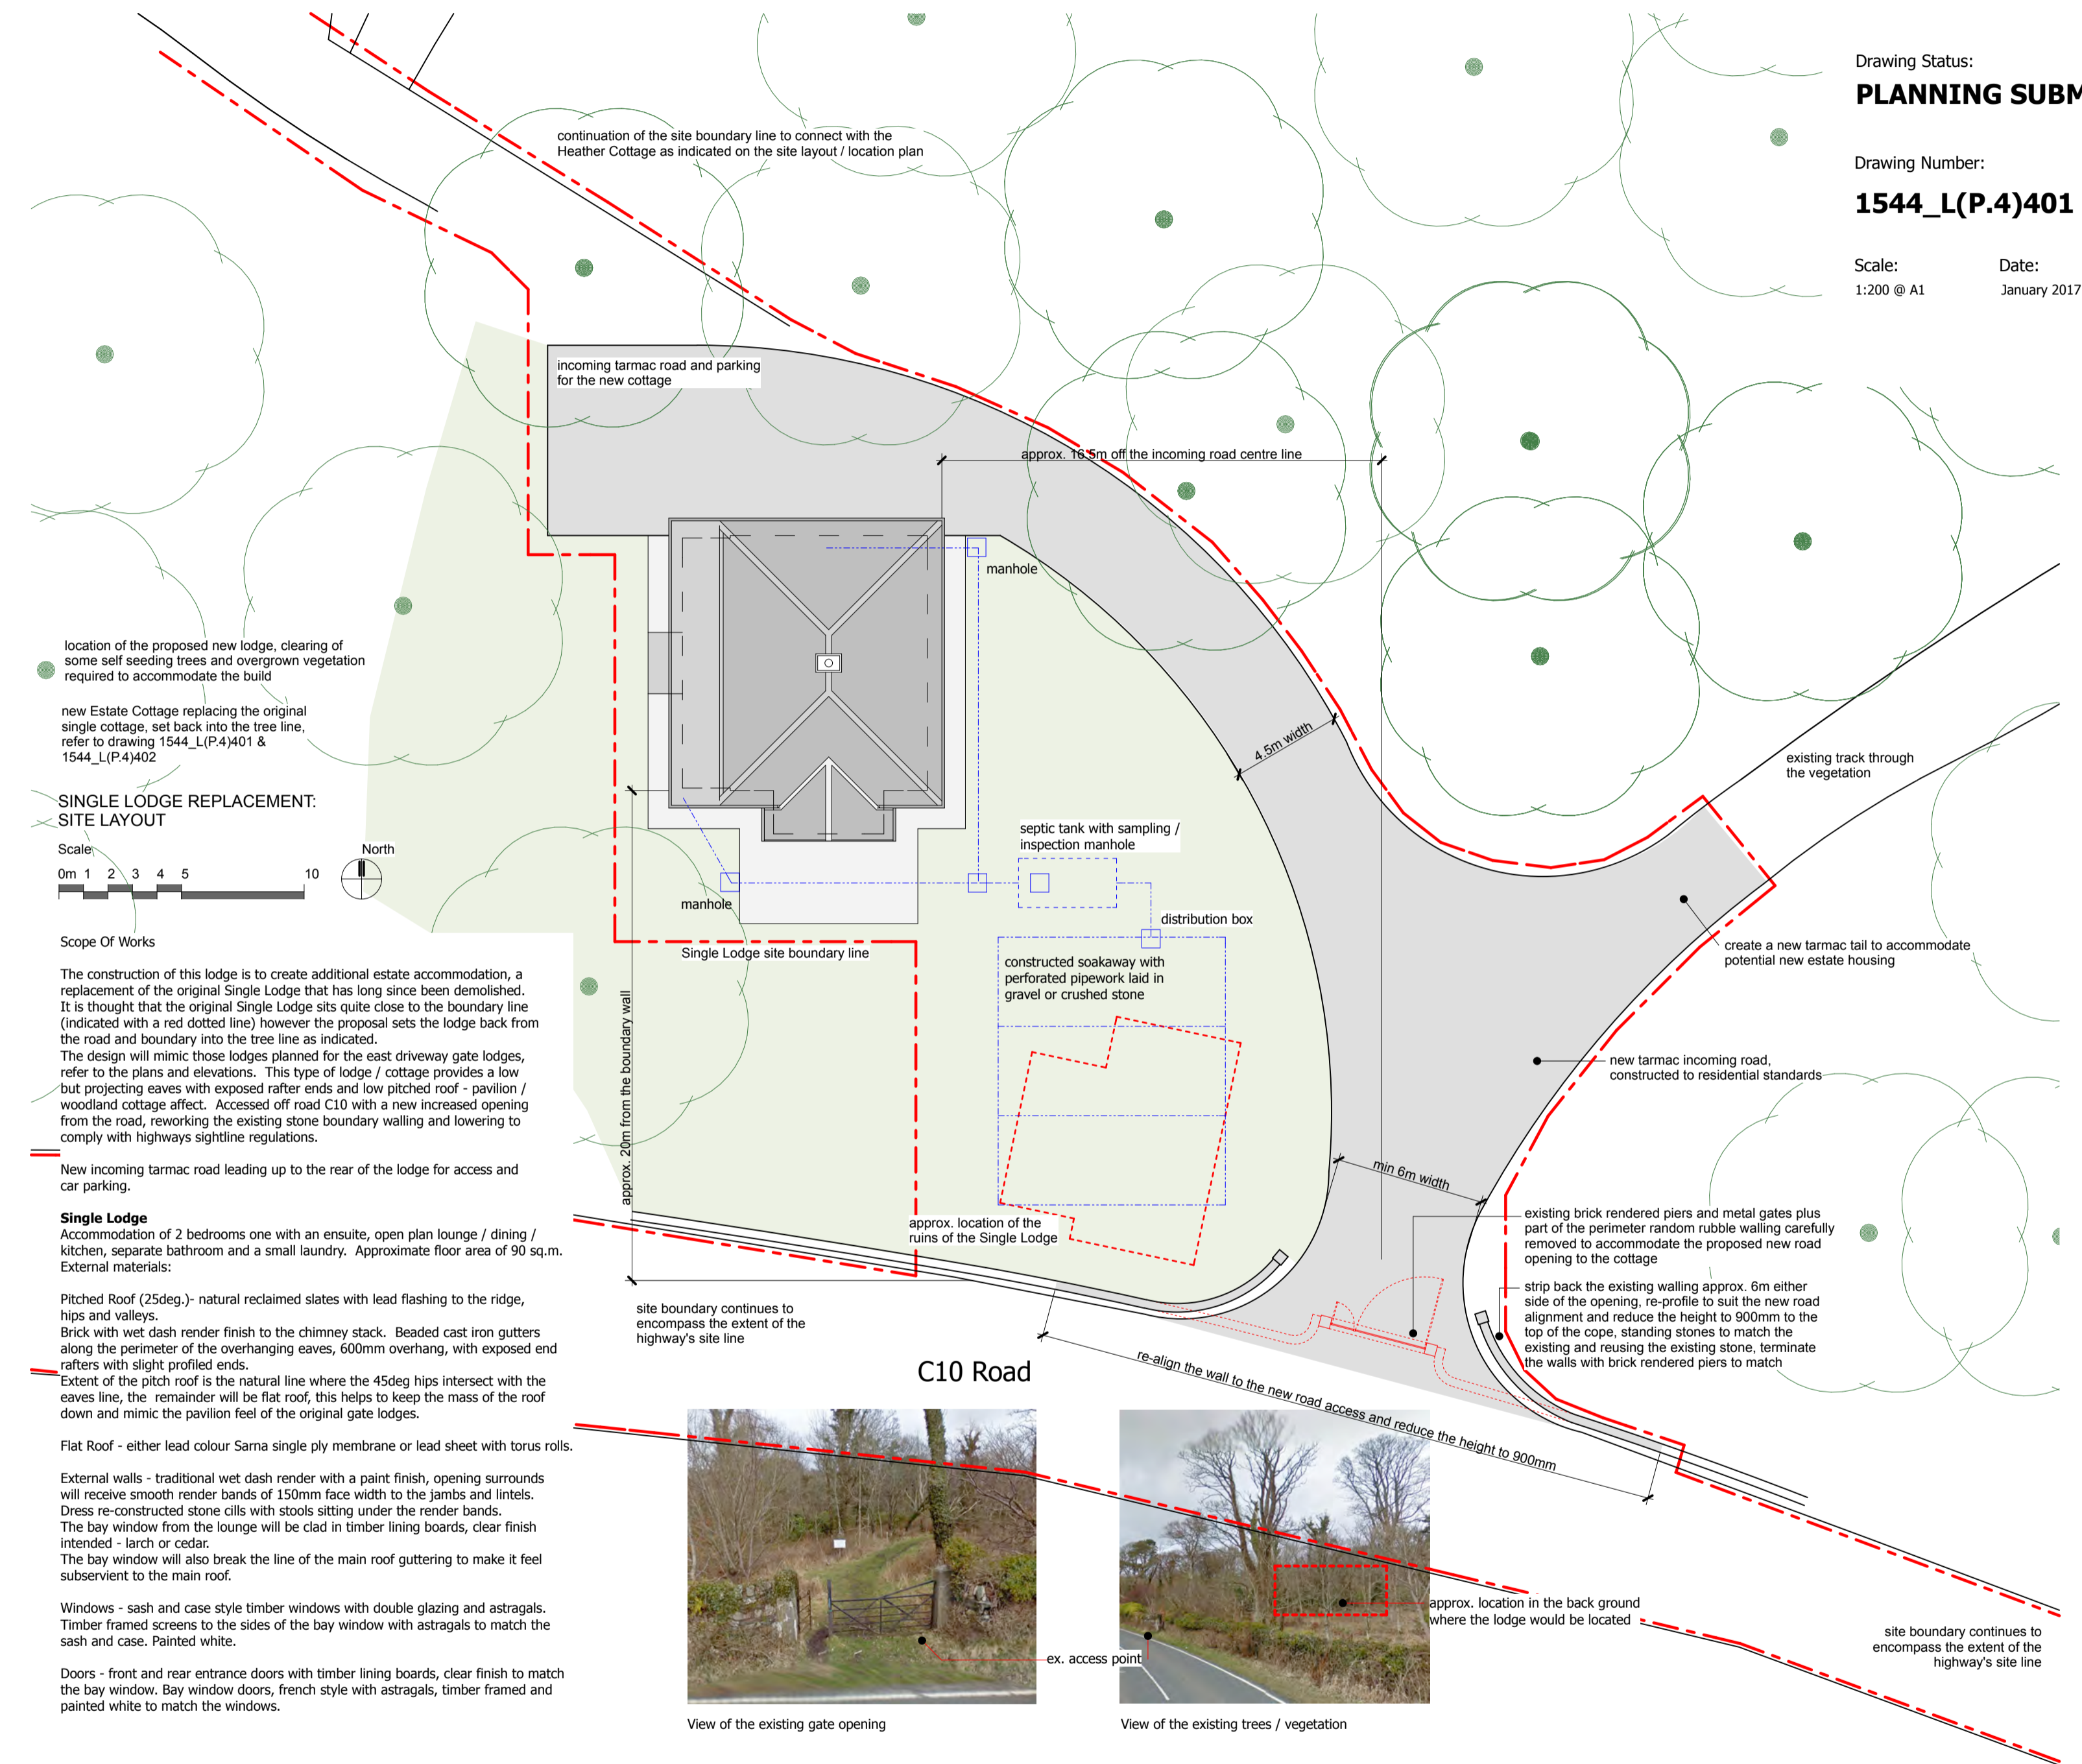 Drawing Status:
PLANNING SUBM
Drawing Number:
1544_L(P.4)401
Scale:
Date:
1:200 @ A1
January 2017
continuation of the site boundary line to connect with the
Heather Cottage as indicated on the site layout / location plan
incoming tarmac road and parking
for the new cottage
approx. 16.5m off the incoming road centre line
manhole
location of the proposed new lodge, clearing of
some self seeding trees and overgrown vegetation
required to accommodate the build
new Estate Cottage replacing the original
single cottage, set back into the tree line,
refer to drawing 1544_L(P.4)401 &
1544_L(P.4)402
4.5m width
existing track through
the vegetation
SINGLE LODGE REPLACEMENT:
SITE LAYOUT
Scale
North
0m 1 2 3 4 5 10
septic tank with sampling /
inspection manhole
manhole
distribution box
Single Lodge site boundary line
constructed soakaway with
perforated pipework laid in
gravel or crushed stone
create a new tarmac tail to accommodate
potential new estate housing
approx. 20m from the boundary wall
new tarmac incoming road,
constructed to residential standards
min 6m width
approx. location of the
ruins of the Single Lodge
existing brick rendered piers and metal gates plus
part of the perimeter random rubble walling carefully
removed to accommodate the proposed new road
opening to the cottage
strip back the existing walling approx. 6m either
side of the opening, re-profile to suit the new road
alignment and reduce the height to 900mm to the
top of the cope, standing stones to match the
existing and reusing the existing stone, terminate
the walls with brick rendered piers to match
site boundary continues to
encompass the extent of the
highway's site line
C10 Road
re-align the wall to the new road access and reduce the height to 900mm
Scope Of Works
The construction of this lodge is to create additional estate accommodation, a
replacement of the original Single Lodge that has long since been demolished.
It is thought that the original Single Lodge sits quite close to the boundary line
(indicated with a red dotted line) however the proposal sets the lodge back from
the road and boundary into the tree line as indicated.
The design will mimic those lodges planned for the east driveway gate lodges,
refer to the plans and elevations. This type of lodge / cottage provides a low
but projecting eaves with exposed rafter ends and low pitched roof - pavilion /
woodland cottage affect. Accessed off road C10 with a new increased opening
from the road, reworking the existing stone boundary walling and lowering to
comply with highways sightline regulations.
New incoming tarmac road leading up to the rear of the lodge for access and
car parking.
Single Lodge
Accommodation of 2 bedrooms one with an ensuite, open plan lounge / dining /
kitchen, separate bathroom and a small laundry. Approximate floor area of 90 sq.m.
External materials:
Pitched Roof (25deg.)- natural reclaimed slates with lead flashing to the ridge,
hips and valleys.
Brick with wet dash render finish to the chimney stack. Beaded cast iron gutters
along the perimeter of the overhanging eaves, 600mm overhang, with exposed end
rafters with slight profiled ends.
Extent of the pitch roof is the natural line where the 45deg hips intersect with the
eaves line, the remainder will be flat roof, this helps to keep the mass of the roof
down and mimic the pavilion feel of the original gate lodges.
Flat Roof - either lead colour Sarna single ply membrane or lead sheet with torus rolls.
External walls - traditional wet dash render with a paint finish, opening surrounds
will receive smooth render bands of 150mm face width to the jambs and lintels.
Dress re-constructed stone cills with stools sitting under the render bands.
The bay window from the lounge will be clad in timber lining boards, clear finish
intended - larch or cedar.
The bay window will also break the line of the main roof guttering to make it feel
subservient to the main roof.
Windows - sash and case style timber windows with double glazing and astragals.
Timber framed screens to the sides of the bay window with astragals to match the
sash and case. Painted white.
Doors - front and rear entrance doors with timber lining boards, clear finish to match
the bay window. Bay window doors, french style with astragals, timber framed and
painted white to match the windows.
approx. location in the back ground
where the lodge would be located
ex. access point
View of the existing gate opening
View of the existing trees / vegetation
site boundary continues to
encompass the extent of the
highway's site line